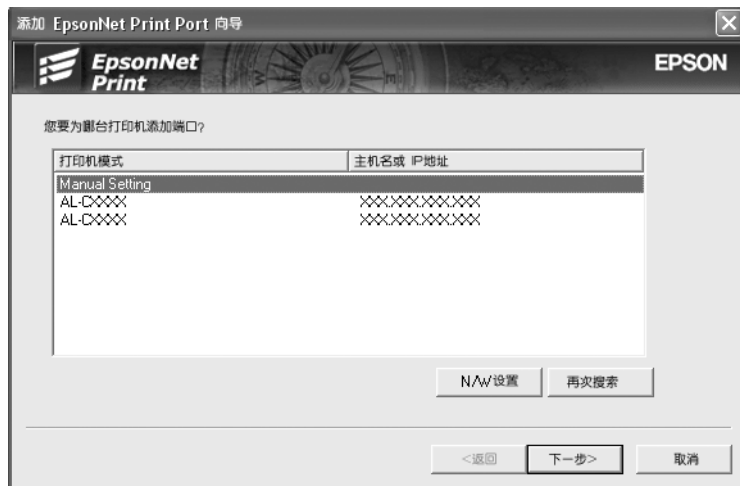 添加 EpsonNet Print Port 向导
EpsonNet
Print
EPSON
您要为哪台打印机添加端口?
打印机模式 主机名或 IP地址
Manual Setting
AL-CXXXX XXX.XXX.XXX.XXX
AL-CXXXX XXX.XXX.XXX.XXX
N/W设置 再次搜索
<返回 下一步> 取消